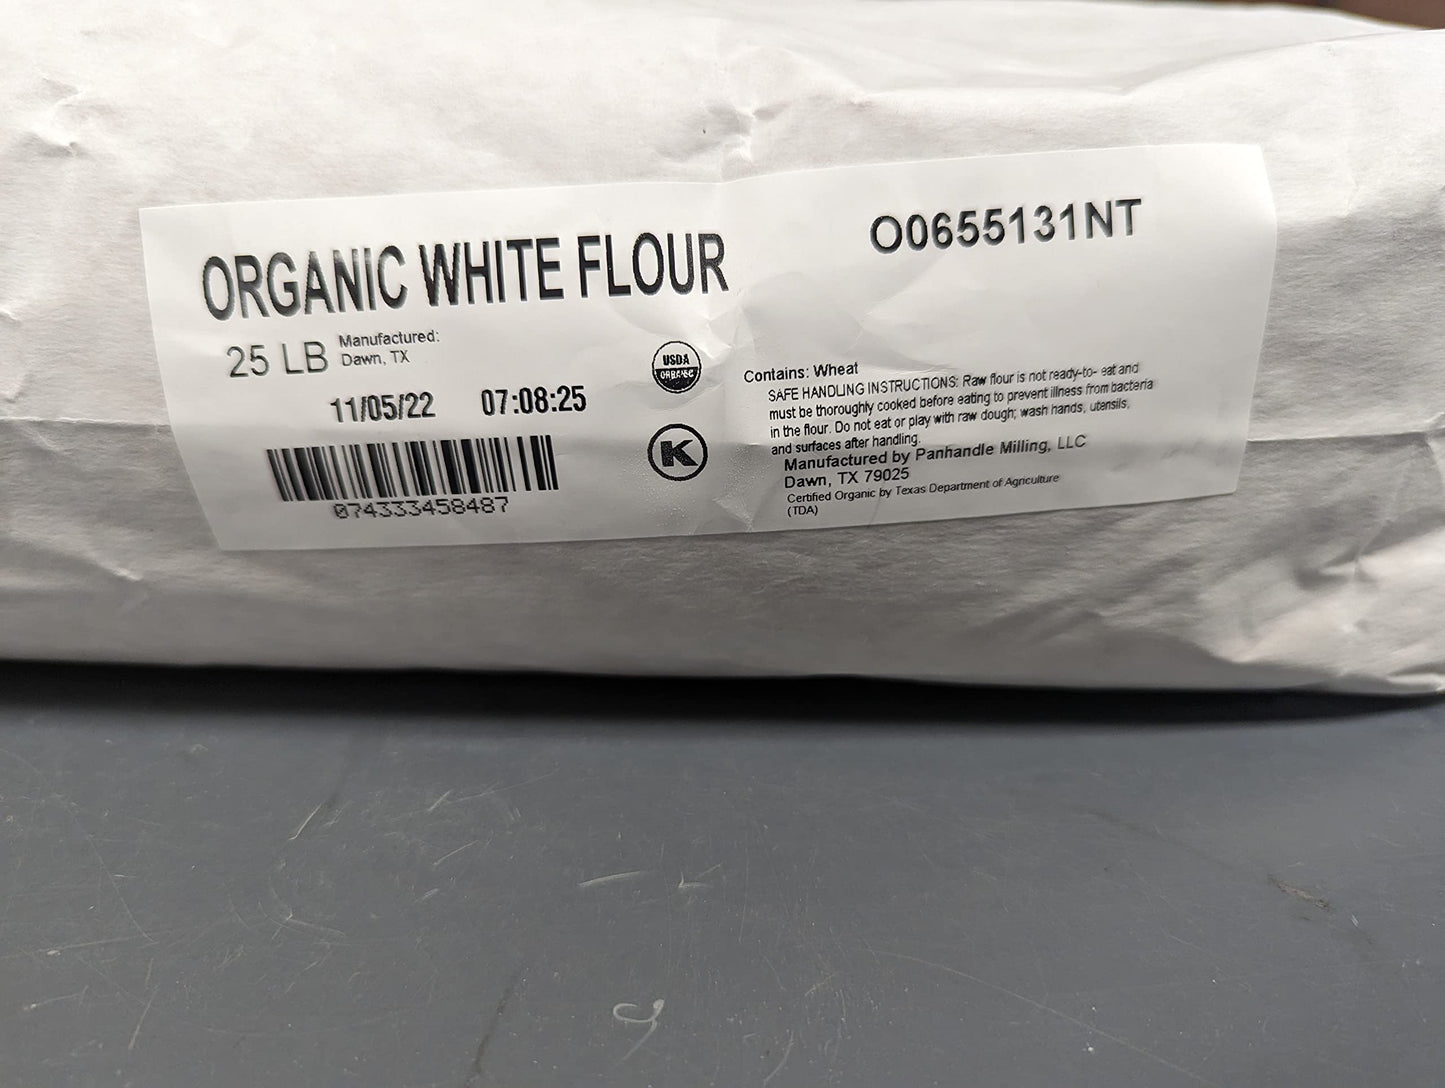 ORGANIC WHITE FLOUR
O0655131NT
25 LB
Manufactured:
Dawn, TX
11/05/22 07:08:25
074333458487
USDA
ORGANIC
K
Contains: Wheat
SAFE HANDLING INSTRUCTIONS: Raw flour is not ready-to- eat and
must be thoroughly cooked before eating to prevent illness from bacteria
in the flour. Do not eat or play with raw dough; wash hands, utensils,
and surfaces after handling.
Manufactured by Panhandle Milling, LLC
Dawn, TX 79025
Certified Organic by Texas Department of Agriculture
(TDA)